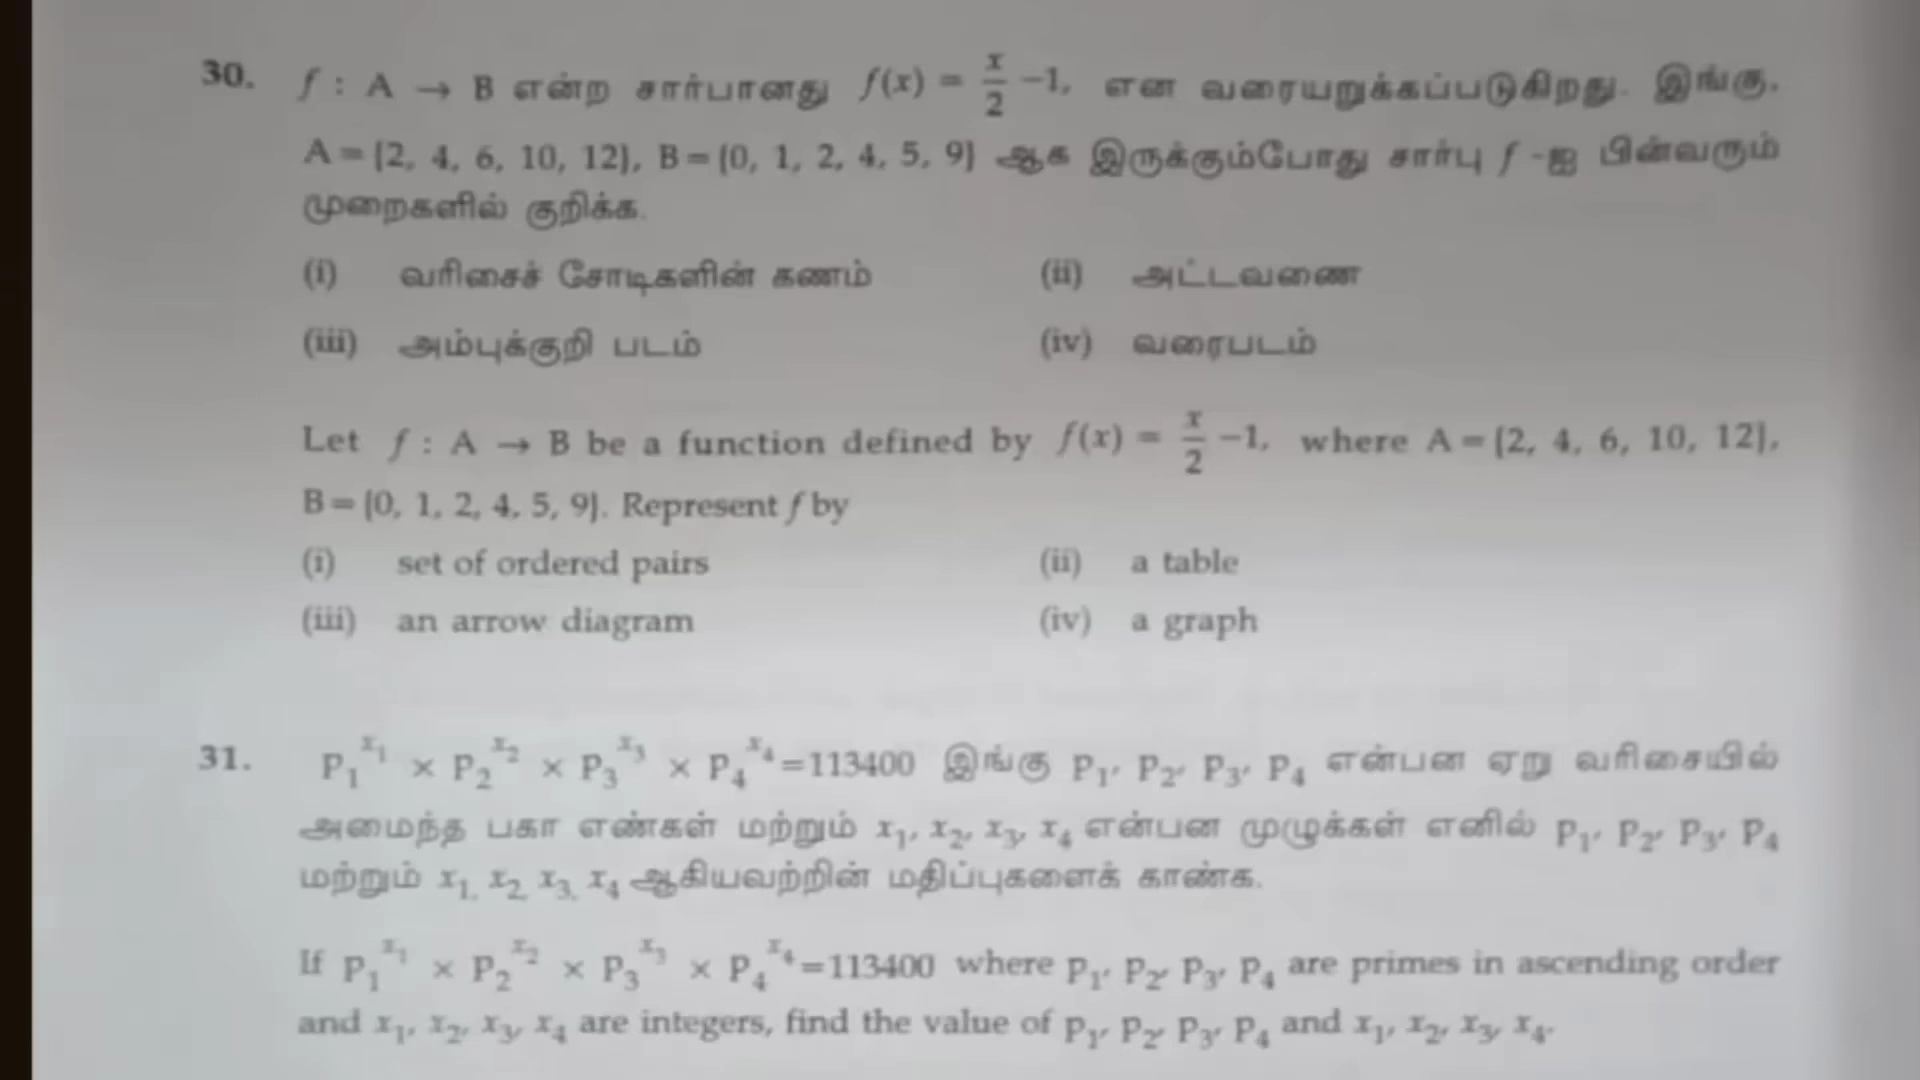 30. f : A → B என்ற சார்பானது f(x) = x/2 −1, என வரையறுக்கப்படுகிறது. இங்கு,
A = {2, 4, 6, 10, 12}, B = {0, 1, 2, 4, 5, 9} ஆக இருக்கும்போது சார்பு f -ஐ பின்வரும்
முறைகளில் குறிக்க.
(i) வரிசைச் சோடிகளின் கணம் (ii) அட்டவணை
(iii) அம்புக்குறி படம் (iv) வரைபடம்
Let f : A → B be a function defined by f(x) = x/2 −1, where A = {2, 4, 6, 10, 12},
B = {0, 1, 2, 4, 5, 9}. Represent f by
(i) set of ordered pairs (ii) a table
(iii) an arrow diagram (iv) a graph
31. P₁^x₁ × P₂^x₂ × P₃^x₃ × P₄^x₄ = 113400 இங்கு P₁, P₂, P₃, P₄ என்பன ஏறு வரிசையில்
அமைந்த பகா எண்கள் மற்றும் x₁, x₂, x₃, x₄ என்பன முழுக்கள் எனில் P₁, P₂, P₃, P₄
மற்றும் x₁, x₂, x₃, x₄ ஆகியவற்றின் மதிப்புகளைக் காண்க.
If P₁^x₁ × P₂^x₂ × P₃^x₃ × P₄^x₄ = 113400 where P₁, P₂, P₃, P₄ are primes in ascending order
and x₁, x₂, x₃, x₄ are integers, find the value of P₁, P₂, P₃, P₄ and x₁, x₂, x₃, x₄.